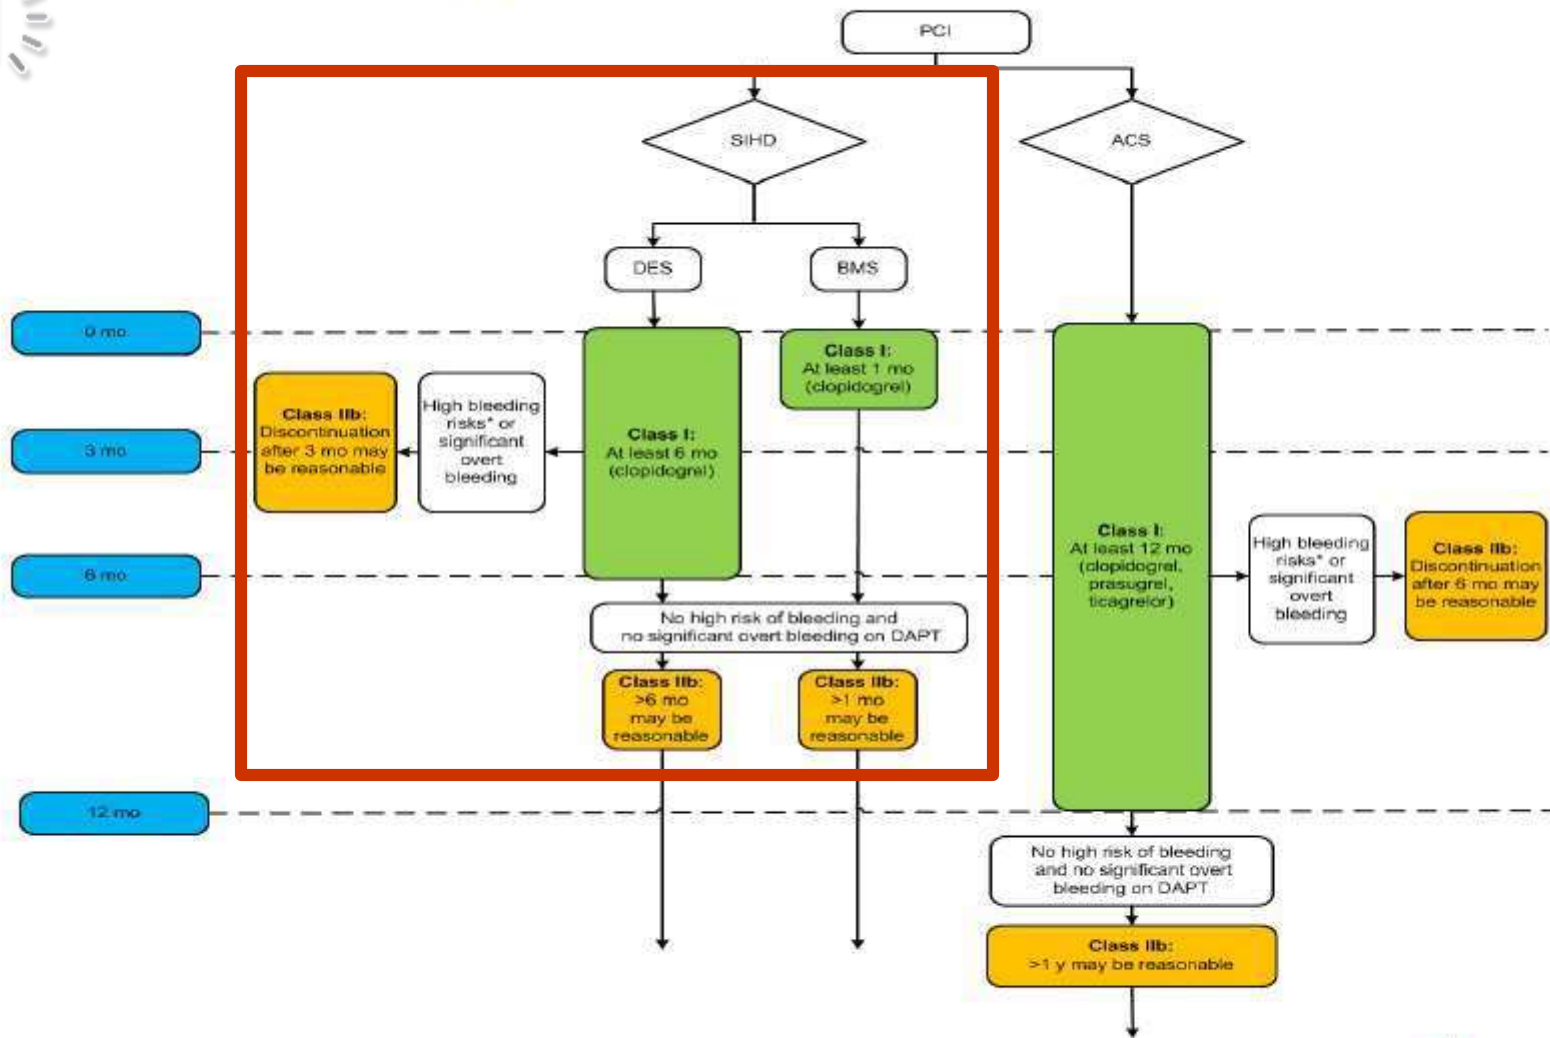 PCI
SIHD
ACS
DES
BMS
0 mo
Class I:
At least 1 mo
(clopidogrel)
Class IIb:
Discontinuation
after 3 mo may
be reasonable
High bleeding
risks* or
significant
overt
bleeding
Class I:
At least 6 mo
(clopidogrel)
3 mo
Class I:
At least 12 mo
(clopidogrel,
prasugrel,
ticagrelor)
High bleeding
risks* or
significant
overt
bleeding
Class IIb:
Discontinuation
after 6 mo may
be reasonable
6 mo
No high risk of bleeding and
no significant overt bleeding on DAPT
Class IIb:
>6 mo
may be
reasonable
Class IIb:
>1 mo
may be
reasonable
12 mo
No high risk of bleeding
and no significant overt
bleeding on DAPT
Class IIb:
>1 y may be reasonable